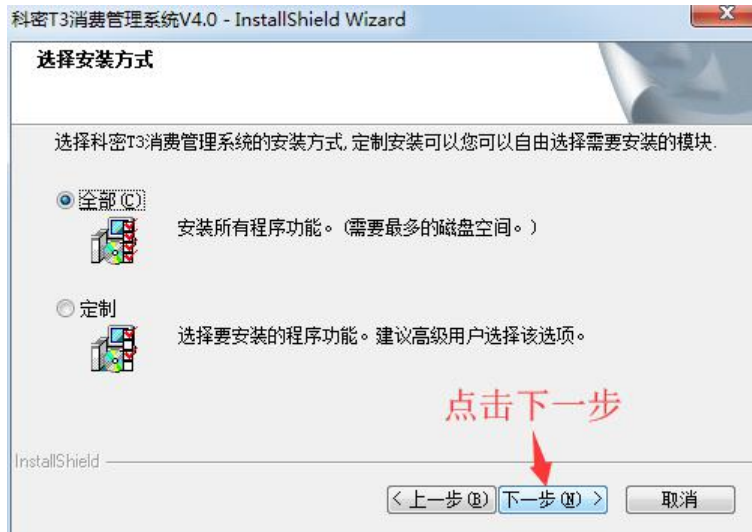 科密T3消费管理系统V4.0 - InstallShield Wizard
选择安装方式
选择科密T3消费管理系统的安装方式,定制安装可以您可以自由选择需要安装的模块.
全部(C)
安装所有程序功能。(需要最多的磁盘空间。)
定制
选择要安装的程序功能。建议高级用户选择该选项。
点击下一步
InstallShield
< 上一步(B) 下一步(N) > 取消